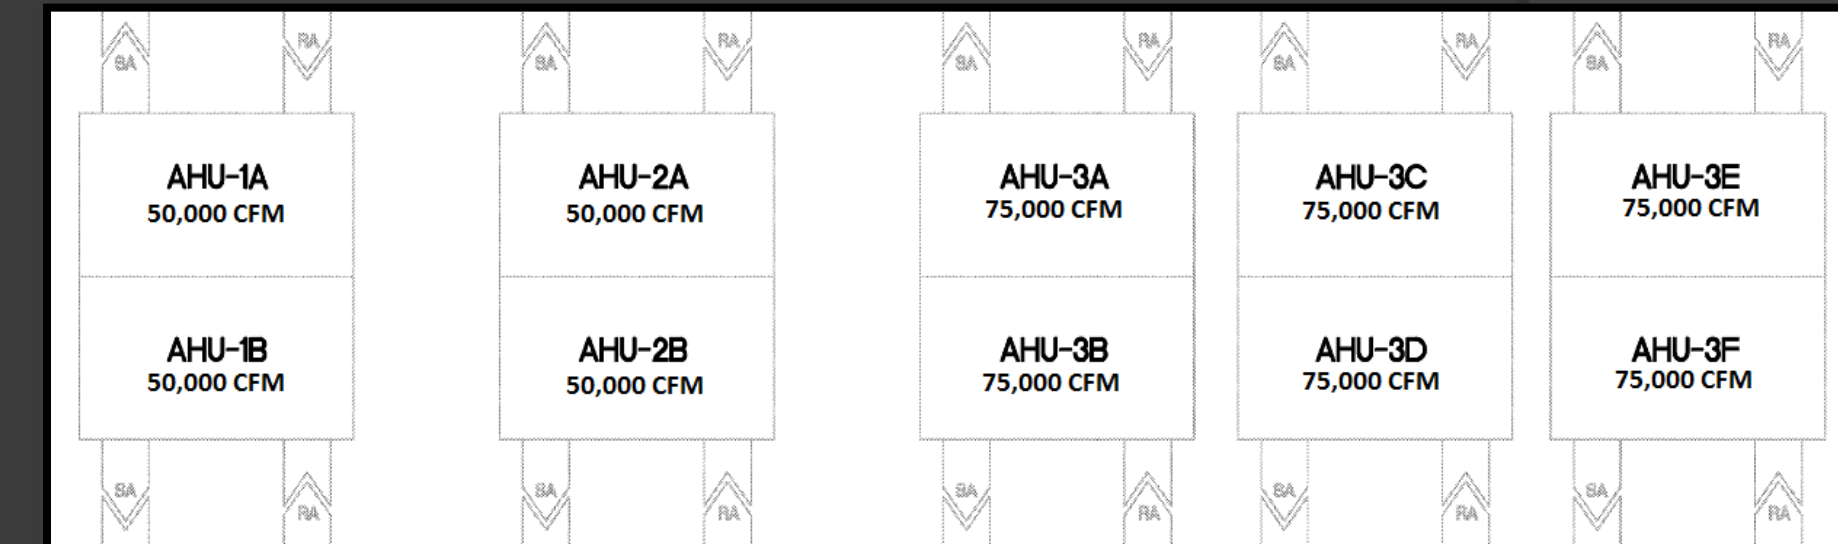 RA RA RA RA RA
SA SA SA SA SA
AHU-1A AHU-2A AHU-3A AHU-3C AHU-3E
50,000 CFM 50,000 CFM 75,000 CFM 75,000 CFM 75,000 CFM
AHU-1B AHU-2B AHU-3B AHU-3D AHU-3F
50,000 CFM 50,000 CFM 75,000 CFM 75,000 CFM 75,000 CFM
SA SA SA SA SA
RA RA RA RA RA